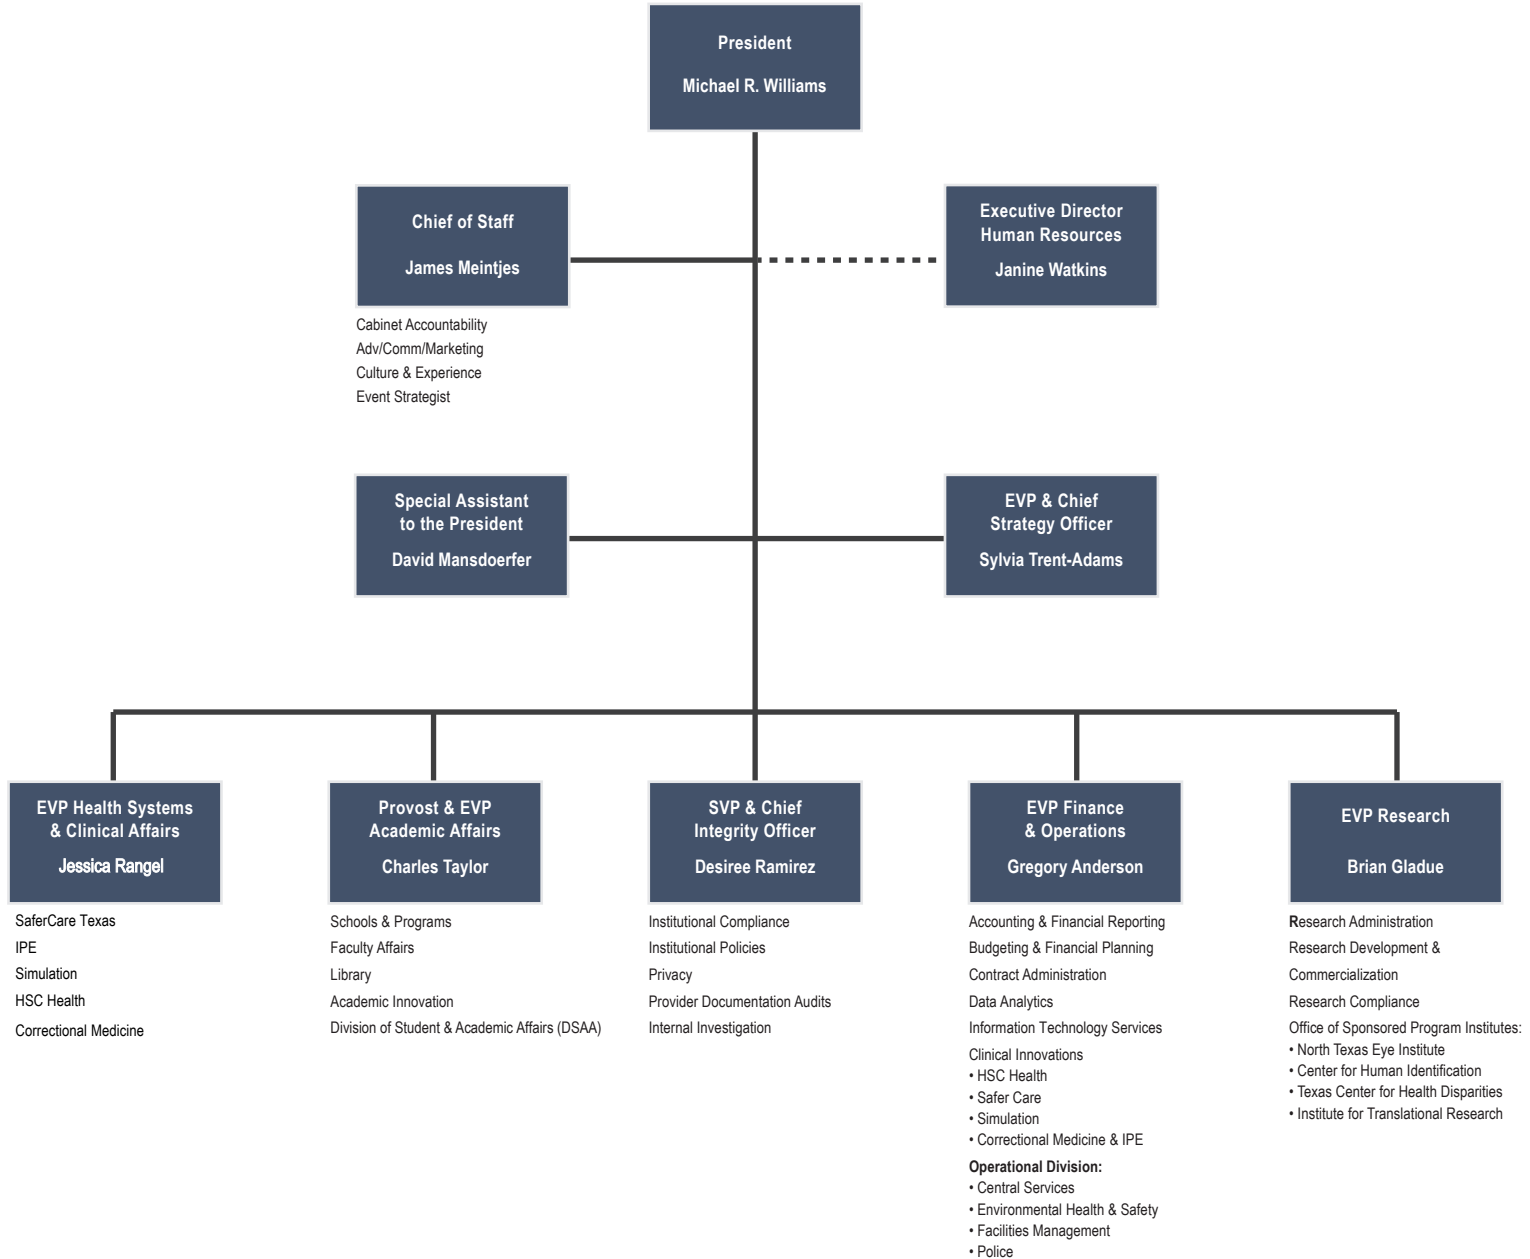 President
Michael R. Williams
Chief of Staff
James Meintjes
Executive Director
Human Resources
Janine Watkins
Cabinet Accountability
Adv/Comm/Marketing
Culture & Experience
Event Strategist
Special Assistant
to the President
David Mansdoerfer
EVP & Chief
Strategy Officer
Sylvia Trent-Adams
EVP Health Systems
& Clinical Affairs
Jessica Rangel
SaferCare Texas
IPE
Simulation
HSC Health
Correctional Medicine
Provost & EVP
Academic Affairs
Charles Taylor
Schools & Programs
Faculty Affairs
Library
Academic Innovation
Division of Student & Academic Affairs (DSAA)
SVP & Chief
Integrity Officer
Desiree Ramirez
Institutional Compliance
Institutional Policies
Privacy
Provider Documentation Audits
Internal Investigation
EVP Finance
& Operations
Gregory Anderson
Accounting & Financial Reporting
Budgeting & Financial Planning
Contract Administration
Data Analytics
Information Technology Services
Clinical Innovations
• HSC Health
• Safer Care
• Simulation
• Correctional Medicine & IPE
Operational Division:
• Central Services
• Environmental Health & Safety
• Facilities Management
• Police
EVP Research
Brian Gladue
Research Administration
Research Development &
Commercialization
Research Compliance
Office of Sponsored Program Institutes:
• North Texas Eye Institute
• Center for Human Identification
• Texas Center for Health Disparities
• Institute for Translational Research